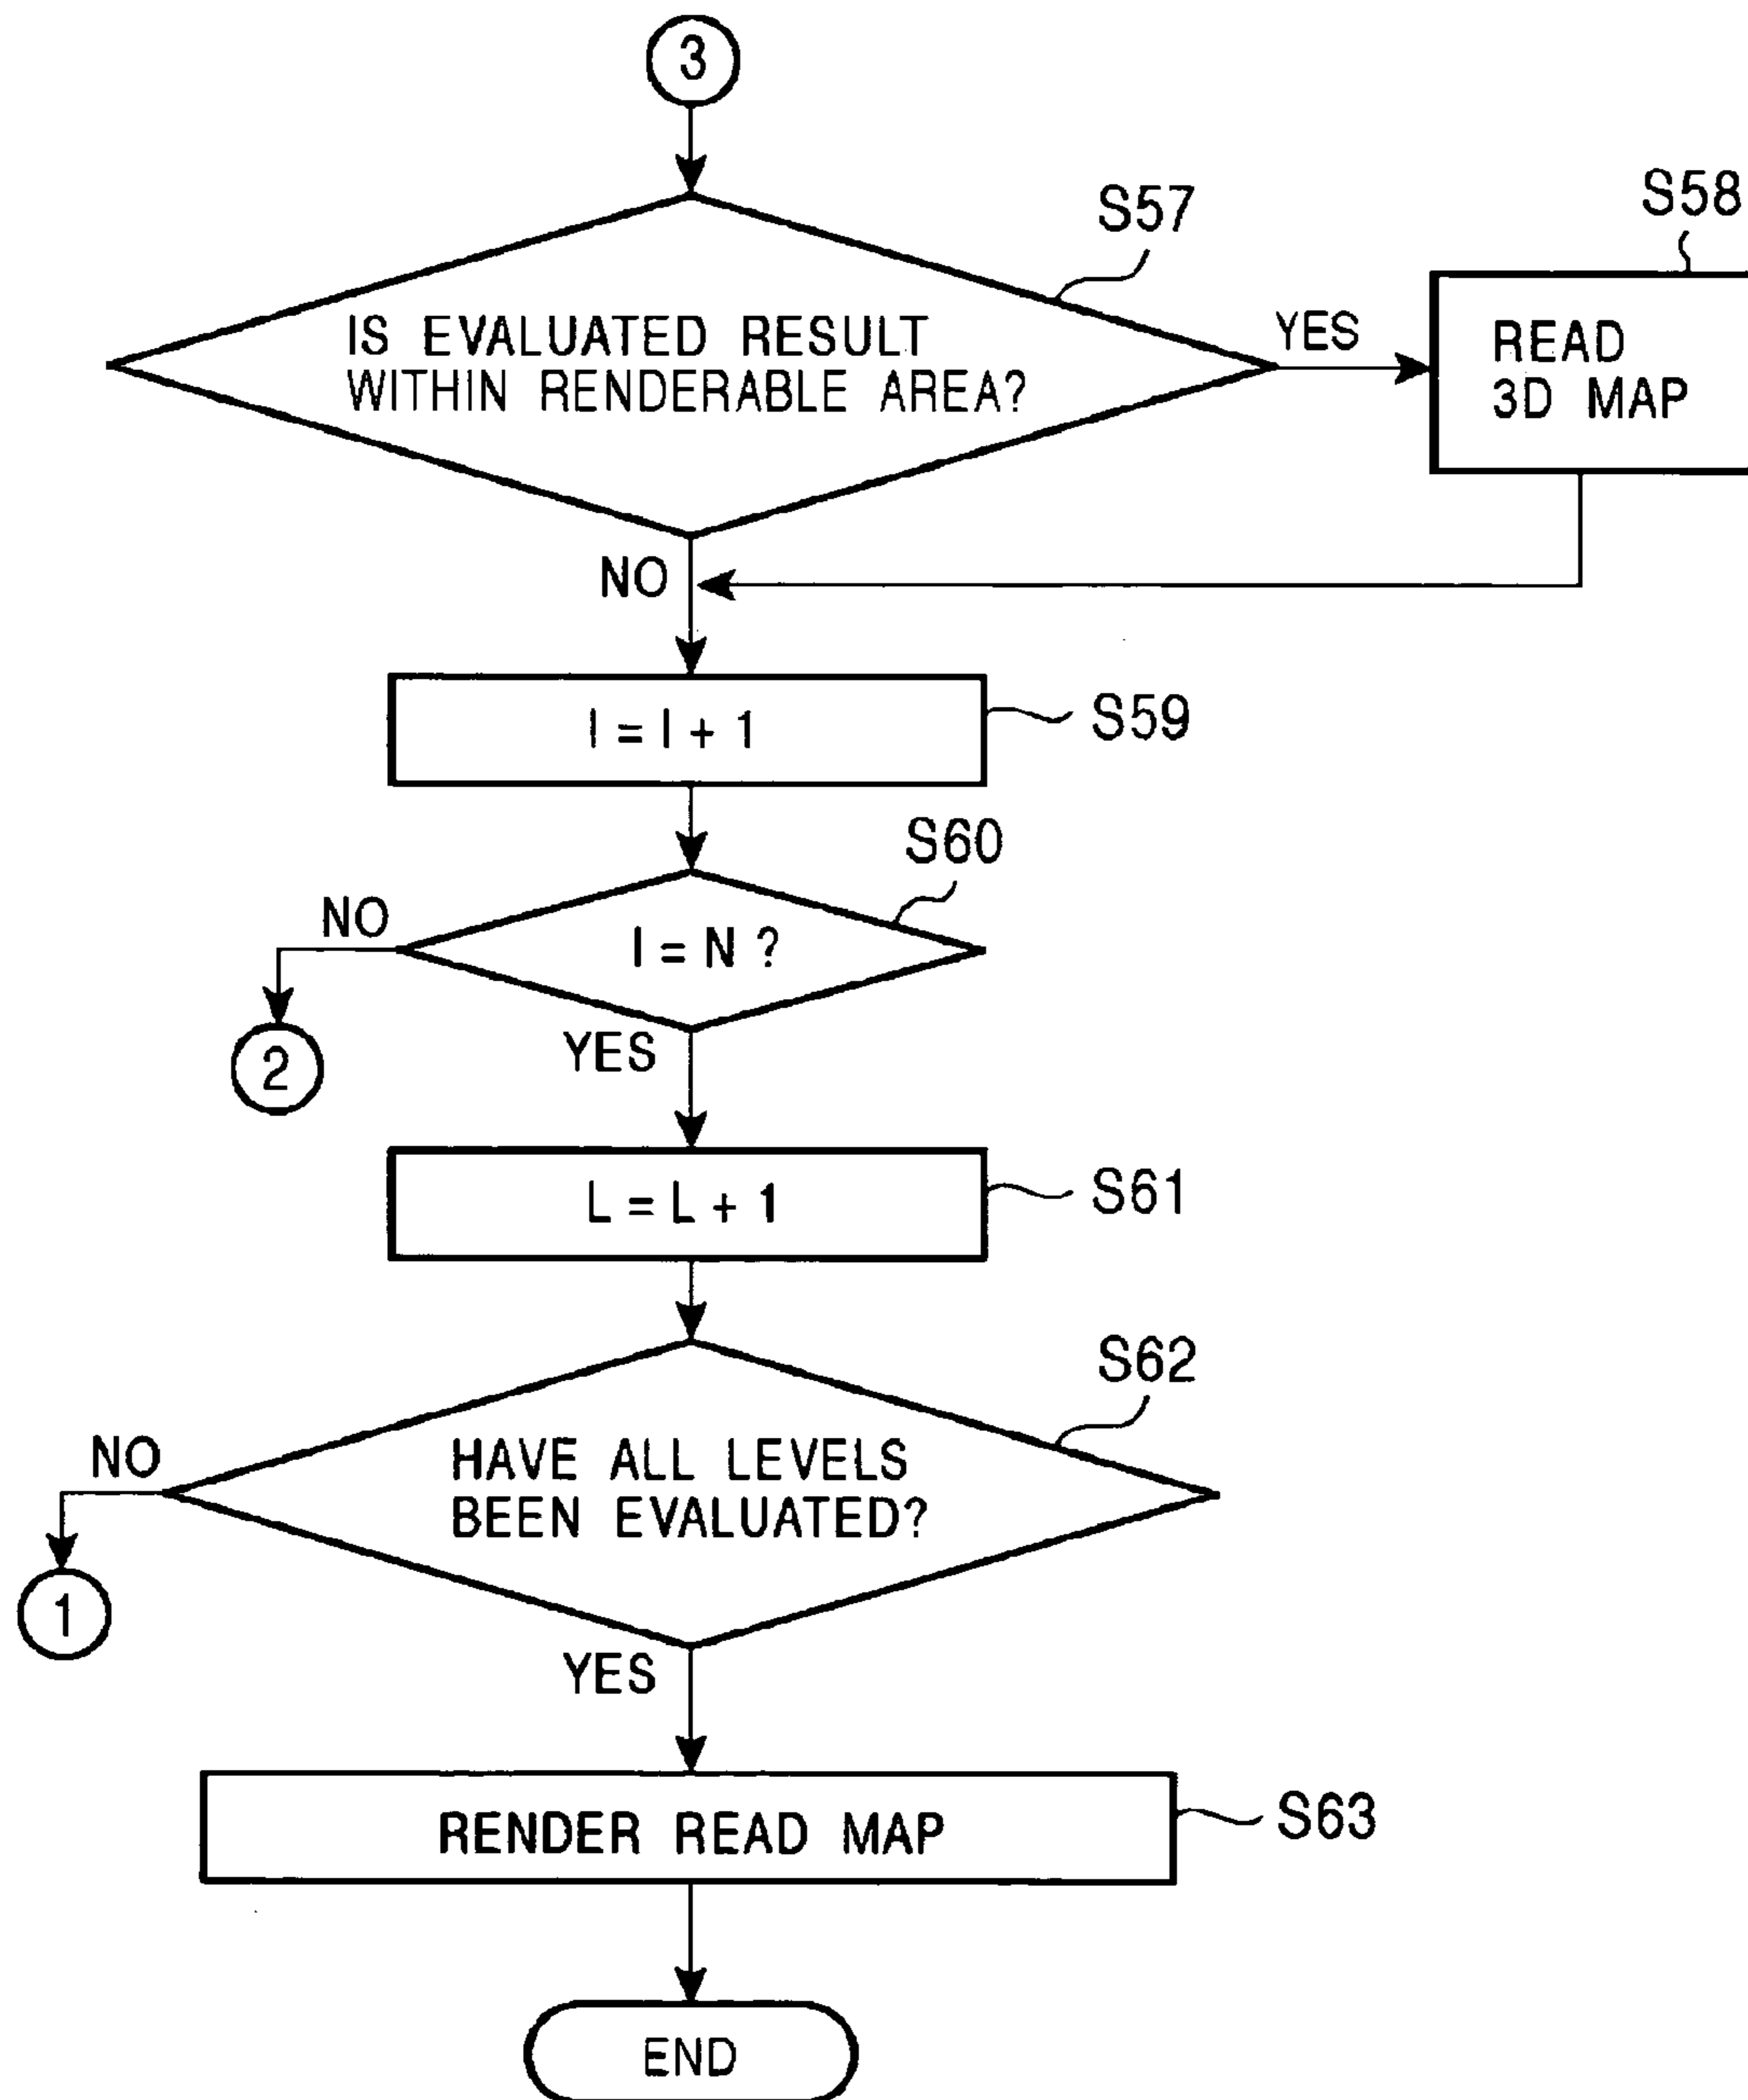 3
S57
S58
IS EVALUATED RESULT
WITHIN RENDERABLE AREA?
YES
READ
3D MAP
NO
I = I + 1
S59
S60
NO
I = N ?
2
YES
L = L + 1
S61
S62
NO
HAVE ALL LEVELS
BEEN EVALUATED?
1
YES
RENDER READ MAP
S63
END